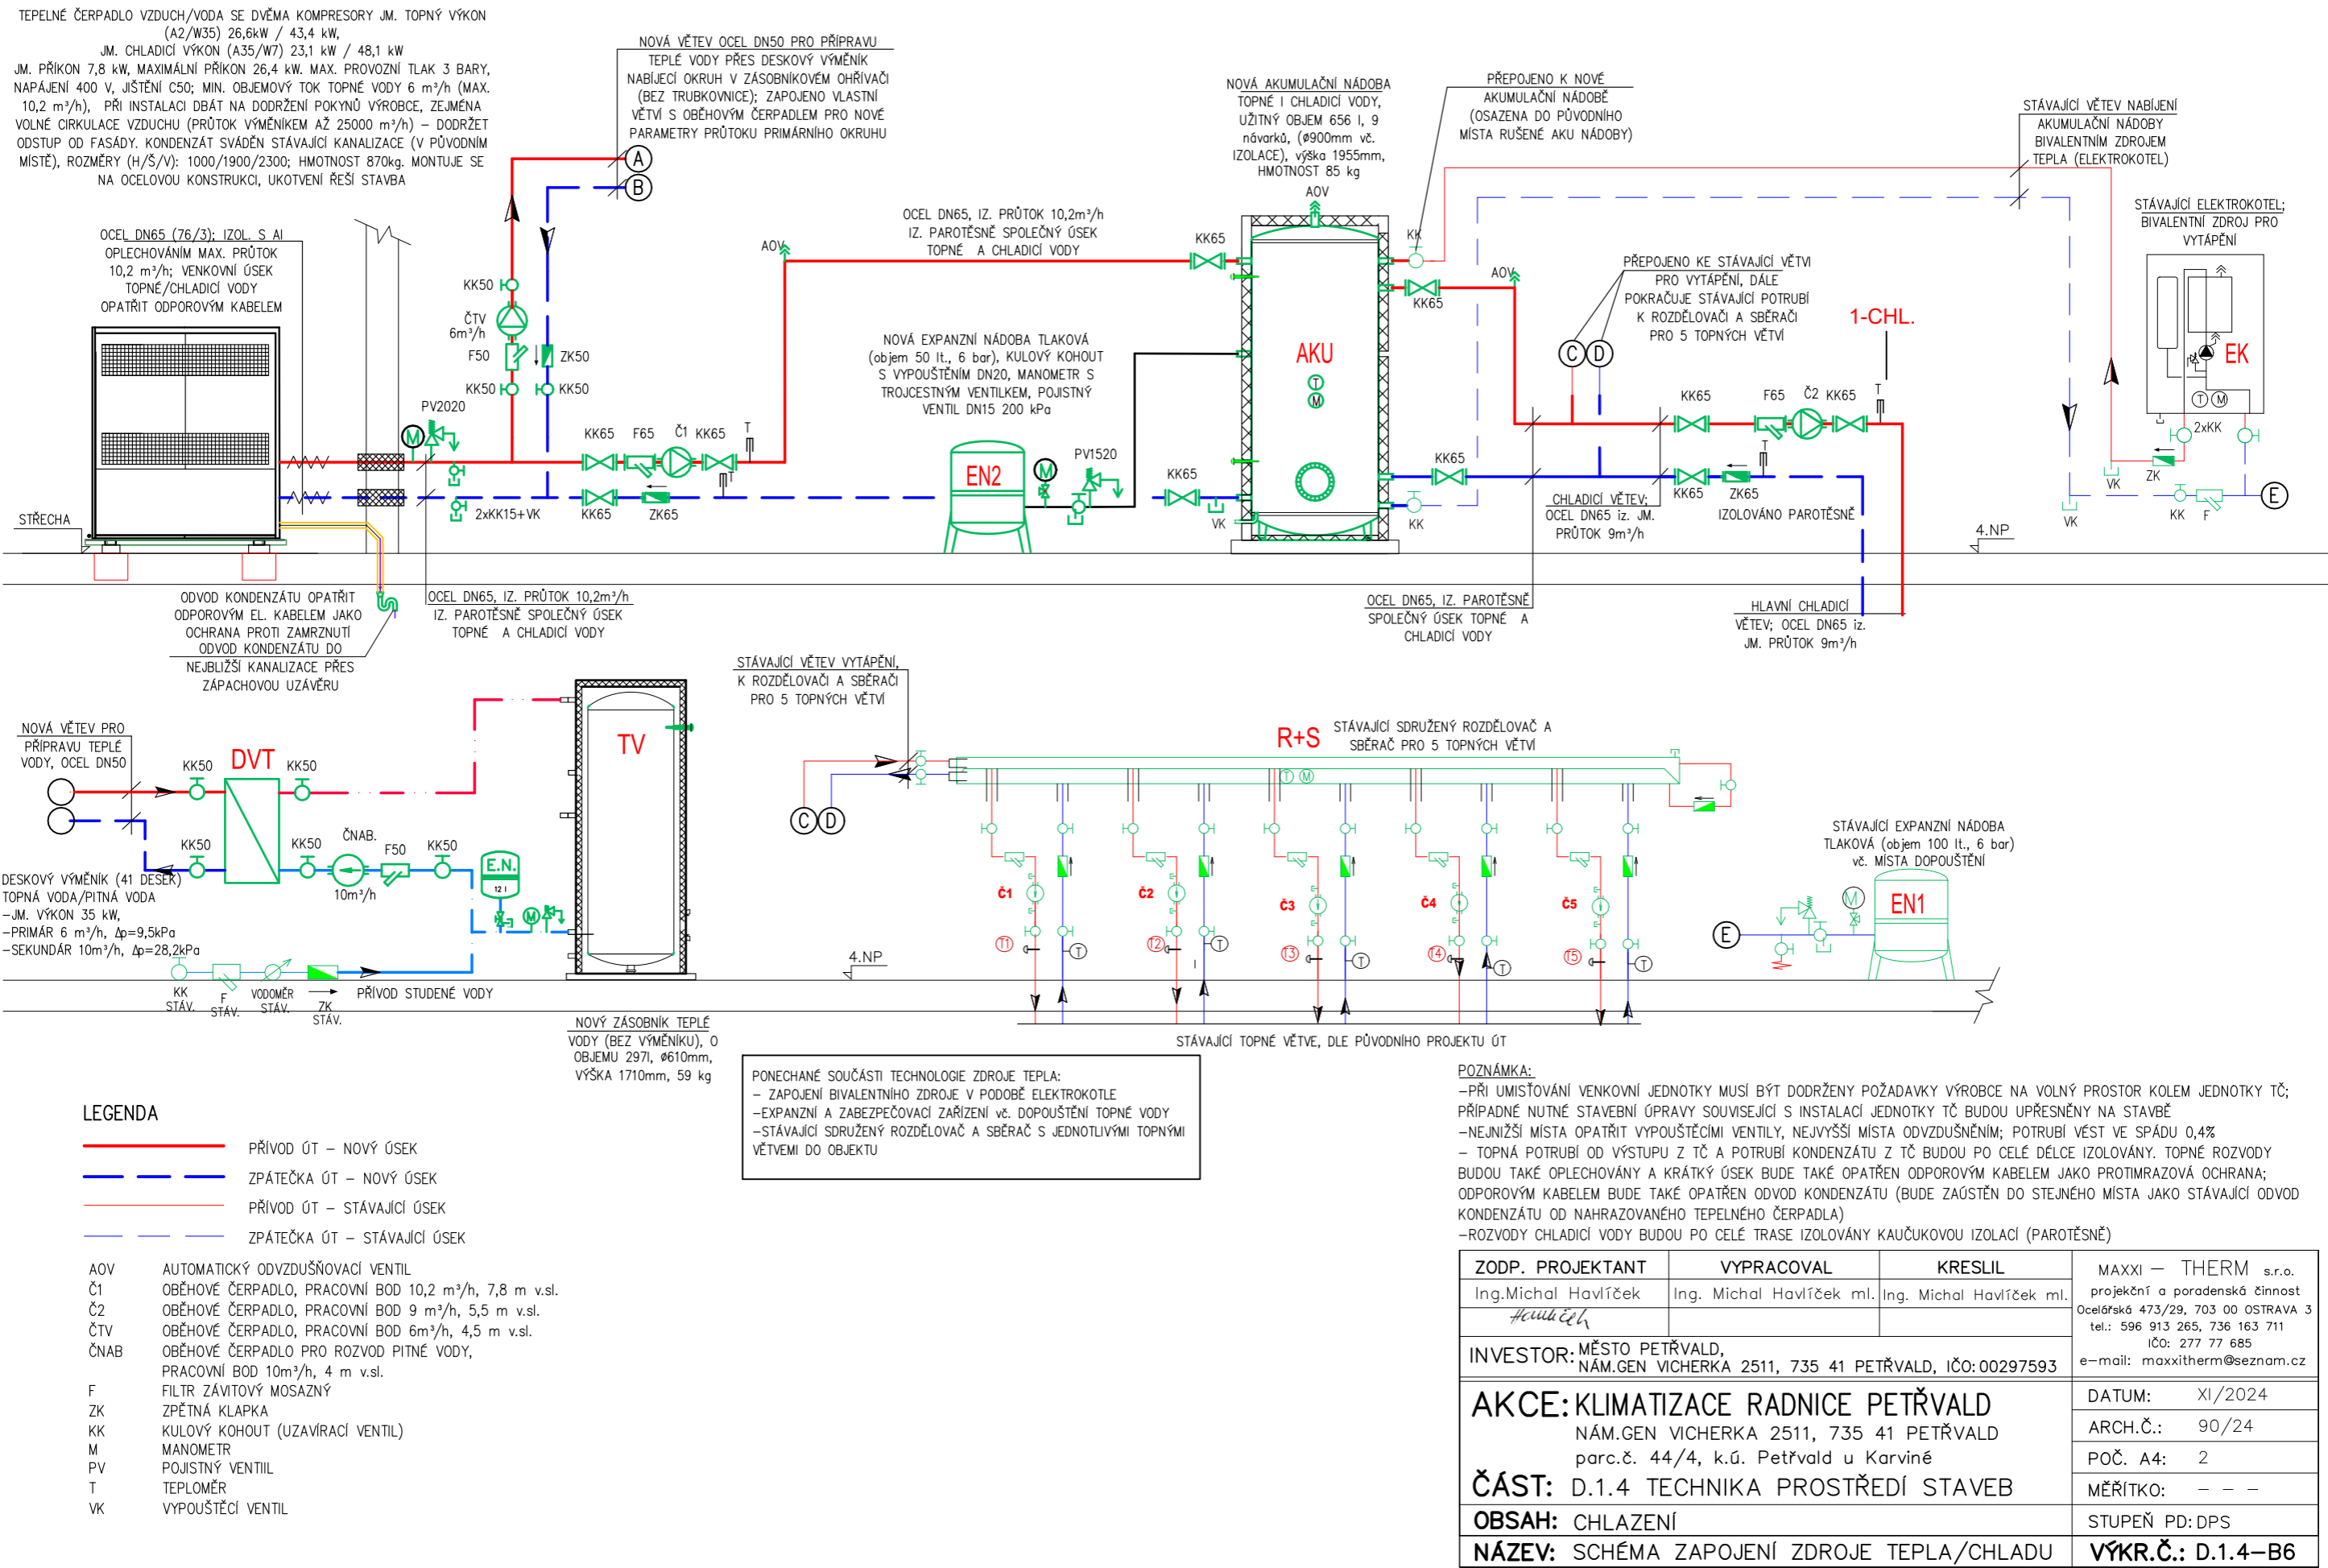 TEPELNÉ ČERPADLO VZDUCH/VODA SE DVĚMA KOMPRESORY JM. TOPNÝ VÝKON
(A2/W35) 26,6kW / 43,4 kW,
JM. CHLADICÍ VÝKON (A35/W7) 23,1 kW / 48,1 kW
JM. PŘÍKON 7,8 kW, MAXIMÁLNÍ PŘÍKON 26,4 kW. MAX. PROVOZNÍ TLAK 3 BARY,
NAPÁJENÍ 400 V, JIŠTĚNÍ C50; MIN. OBJEMOVÝ TOK TOPNÉ VODY 6 m³/h (MAX.
10,2 m³/h), PŘI INSTALACI DBÁT NA DODRŽENÍ POKYNŮ VÝROBCE, ZEJMÉNA
VOLNÉ CIRKULACE VZDUCHU (PRŮTOK VÝMĚNÍKEM AŽ 25000 m³/h) – DODRŽET
ODSTUP OD FASÁDY. KONDENZÁT SVÁDĚN STÁVAJÍCÍ KANALIZACE (V PŮVODNÍM
MÍSTĚ), ROZMĚRY (H/Š/V): 1000/1900/2300; HMOTNOST 870kg. MONTUJE SE
NA OCELOVOU KONSTRUKCI, UKOTVENÍ ŘEŠÍ STAVBA
NOVÁ VĚTEV OCEL DN50 PRO PŘÍPRAVU
TEPLÉ VODY PŘES DESKOVÝ VÝMĚNÍK
NABÍJECÍ OKRUH V ZÁSOBNÍKOVÉM OHŘÍVAČI
(BEZ TRUBKOVNICE); ZAPOJENO VLASTNÍ
VĚTVÍ S OBĚHOVÝM ČERPADLEM PRO NOVÉ
PARAMETRY PRŮTOKU PRIMÁRNÍHO OKRUHU
A
B
NOVÁ AKUMULAČNÍ NÁDOBA
TOPNÉ I CHLADICÍ VODY,
UŽITNÝ OBJEM 656 l, 9
návarků, (ø900mm vč.
IZOLACE), výška 1955mm,
HMOTNOST 85 kg
AOV
PŘEPOJENO K NOVÉ
AKUMULAČNÍ NÁDOBĚ
(OSAZENA DO PŮVODNÍHO
MÍSTA RUŠENÉ AKU NÁDOBY)
STÁVAJÍCÍ VĚTEV NABÍJENÍ
AKUMULAČNÍ NÁDOBY
BIVALENTNÍM ZDROJEM
TEPLA (ELEKTROKOTEL)
STÁVAJÍCÍ ELEKTROKOTEL;
BIVALENTNÍ ZDROJ PRO
VYTÁPĚNÍ
OCEL DN65 (76/3); IZOL. S Al
OPLECHOVÁNÍM MAX. PRŮTOK
10,2 m³/h; VENKOVNÍ ÚSEK
TOPNÉ/CHLADICÍ VODY
OPATŘIT ODPOROVÝM KABELEM
OCEL DN65, IZ. PRŮTOK 10,2m³/h
IZ. PAROTĚSNĚ SPOLEČNÝ ÚSEK
TOPNÉ A CHLADICÍ VODY
AOV
KK65
KK
KK65
AOV
PŘEPOJENO KE STÁVAJÍCÍ VĚTVI
PRO VYTÁPĚNÍ, DÁLE
POKRAČUJE STÁVAJÍCÍ POTRUBÍ
K ROZDĚLOVAČI A SBĚRAČI
PRO 5 TOPNÝCH VĚTVÍ
C D
1-CHL.
EK
T M
2xKK
KK50
ČTV
6m³/h
F50
ZK50
KK50
KK50
NOVÁ EXPANZNÍ NÁDOBA TLAKOVÁ
(objem 50 lt., 6 bar), KULOVÝ KOHOUT
S VYPOUŠTĚNÍM DN20, MANOMETR S
TROJCESTNÝM VENTILKEM, POJISTNÝ
VENTIL DN15 200 kPa
AKU
T
M
PV2020
M
KK65 F65 Č1 KK65 T
T
KK65 ZK65
2xKK15+VK
EN2
M
PV1520
KK65
VK
KK65
KK
KK65 F65 Č2 KK65 T
T
KK65 ZK65
IZOLOVÁNO PAROTĚSNĚ
CHLADICÍ VĚTEV;
OCEL DN65 iz. JM.
PRŮTOK 9m³/h
VK
ZK
VK
KK F
E
STŘECHA
4.NP
ODVOD KONDENZÁTU OPATŘIT
ODPOROVÝM EL. KABELEM JAKO
OCHRANA PROTI ZAMRZNUTÍ
ODVOD KONDENZÁTU DO
NEJBLIŽŠÍ KANALIZACE PŘES
ZÁPACHOVOU UZÁVĚRU
OCEL DN65, IZ. PRŮTOK 10,2m³/h
IZ. PAROTĚSNĚ SPOLEČNÝ ÚSEK
TOPNÉ A CHLADICÍ VODY
OCEL DN65, IZ. PAROTĚSNĚ
SPOLEČNÝ ÚSEK TOPNÉ A
CHLADICÍ VODY
HLAVNÍ CHLADICÍ
VĚTEV; OCEL DN65 iz.
JM. PRŮTOK 9m³/h
NOVÁ VĚTEV PRO
PŘÍPRAVU TEPLÉ
VODY, OCEL DN50
KK50
DVT
KK50
KK50
KK50
ČNAB.
10m³/h
F50
KK50
E.N.
12 l
M
TV
DESKOVÝ VÝMĚNÍK (41 DESEK)
TOPNÁ VODA/PITNÁ VODA
–JM. VÝKON 35 kW,
–PRIMÁR 6 m³/h, Δp=9,5kPa
–SEKUNDÁR 10m³/h, Δp=28,2kPa
KK
STÁV.
F
STÁV.
VODOMĚR
STÁV.
ZK
STÁV.
PŘÍVOD STUDENÉ VODY
NOVÝ ZÁSOBNÍK TEPLÉ
VODY (BEZ VÝMĚNÍKU), O
OBJEMU 297l, ø610mm,
VÝŠKA 1710mm, 59 kg
STÁVAJÍCÍ VĚTEV VYTÁPĚNÍ,
K ROZDĚLOVAČI A SBĚRAČI
PRO 5 TOPNÝCH VĚTVÍ
C D
R+S
STÁVAJÍCÍ SDRUŽENÝ ROZDĚLOVAČ A
SBĚRAČ PRO 5 TOPNÝCH VĚTVÍ
T M
Č1 Č2 Č3 Č4 Č5
T1 T T2 T T3 T T4 T T5 T
4.NP
STÁVAJÍCÍ TOPNÉ VĚTVE, DLE PŮVODNÍHO PROJEKTU ÚT
STÁVAJÍCÍ EXPANZNÍ NÁDOBA
TLAKOVÁ (objem 100 lt., 6 bar)
vč. MÍSTA DOPOUŠTĚNÍ
E
M
EN1
PONECHANÉ SOUČÁSTI TECHNOLOGIE ZDROJE TEPLA:
– ZAPOJENÍ BIVALENTNÍHO ZDROJE V PODOBĚ ELEKTROKOTLE
–EXPANZNÍ A ZABEZPEČOVACÍ ZAŘÍZENÍ vč. DOPOUŠTĚNÍ TOPNÉ VODY
–STÁVAJÍCÍ SDRUŽENÝ ROZDĚLOVAČ A SBĚRAČ S JEDNOTLIVÝMI TOPNÝMI
VĚTVEMI DO OBJEKTU
LEGENDA
PŘÍVOD ÚT – NOVÝ ÚSEK
ZPÁTEČKA ÚT – NOVÝ ÚSEK
PŘÍVOD ÚT – STÁVAJÍCÍ ÚSEK
ZPÁTEČKA ÚT – STÁVAJÍCÍ ÚSEK
AOV AUTOMATICKÝ ODVZDUŠŇOVACÍ VENTIL
Č1 OBĚHOVÉ ČERPADLO, PRACOVNÍ BOD 10,2 m³/h, 7,8 m v.sl.
Č2 OBĚHOVÉ ČERPADLO, PRACOVNÍ BOD 9 m³/h, 5,5 m v.sl.
ČTV OBĚHOVÉ ČERPADLO, PRACOVNÍ BOD 6m³/h, 4,5 m v.sl.
ČNAB OBĚHOVÉ ČERPADLO PRO ROZVOD PITNÉ VODY,
PRACOVNÍ BOD 10m³/h, 4 m v.sl.
F FILTR ZÁVITOVÝ MOSAZNÝ
ZK ZPĚTNÁ KLAPKA
KK KULOVÝ KOHOUT (UZAVÍRACÍ VENTIL)
M MANOMETR
PV POJISTNÝ VENTIIL
T TEPLOMĚR
VK VYPOUŠTĚCÍ VENTIL
POZNÁMKA:
–PŘI UMISŤOVÁNÍ VENKOVNÍ JEDNOTKY MUSÍ BÝT DODRŽENY POŽADAVKY VÝROBCE NA VOLNÝ PROSTOR KOLEM JEDNOTKY TČ;
PŘÍPADNÉ NUTNÉ STAVEBNÍ ÚPRAVY SOUVISEJÍCÍ S INSTALACÍ JEDNOTKY TČ BUDOU UPŘESNĚNY NA STAVBĚ
–NEJNIŽŠÍ MÍSTA OPATŘIT VYPOUŠTĚCÍMI VENTILY, NEJVYŠŠÍ MÍSTA ODVZDUŠNĚNÍM; POTRUBÍ VÉST VE SPÁDU 0,4%
– TOPNÁ POTRUBÍ OD VÝSTUPU Z TČ A POTRUBÍ KONDENZÁTU Z TČ BUDOU PO CELÉ DÉLCE IZOLOVÁNY. TOPNÉ ROZVODY
BUDOU TAKÉ OPLECHOVÁNY A KRÁTKÝ ÚSEK BUDE TAKÉ OPATŘEN ODPOROVÝM KABELEM JAKO PROTIMRAZOVÁ OCHRANA;
ODPOROVÝM KABELEM BUDE TAKÉ OPATŘEN ODVOD KONDENZÁTU (BUDE ZAÚSTĚN DO STEJNÉHO MÍSTA JAKO STÁVAJÍCÍ ODVOD
KONDENZÁTU OD NAHRAZOVANÉHO TEPELNÉHO ČERPADLA)
–ROZVODY CHLADICÍ VODY BUDOU PO CELÉ TRASE IZOLOVÁNY KAUČUKOVOU IZOLACÍ (PAROTĚSNĚ)
ZODP. PROJEKTANT VYPRACOVAL KRESLIL
Ing.Michal Havlíček Ing. Michal Havlíček ml. Ing. Michal Havlíček ml.
Havlíček
MAXXI – THERM s.r.o.
projekční a poradenská činnost
Ocelářská 473/29, 703 00 OSTRAVA 3
tel.: 596 913 265, 736 163 711
IČO: 277 77 685
e–mail: maxxitherm@seznam.cz
INVESTOR: MĚSTO PETŘVALD,
NÁM.GEN VICHERKA 2511, 735 41 PETŘVALD, IČO: 00297593
AKCE: KLIMATIZACE RADNICE PETŘVALD
NÁM.GEN VICHERKA 2511, 735 41 PETŘVALD
parc.č. 44/4, k.ú. Petřvald u Karviné
ČÁST: D.1.4 TECHNIKA PROSTŘEDÍ STAVEB
OBSAH: CHLAZENÍ
NÁZEV: SCHÉMA ZAPOJENÍ ZDROJE TEPLA/CHLADU
DATUM: XI/2024
ARCH.Č.: 90/24
POČ. A4: 2
MĚŘÍTKO: – – –
STUPEŇ PD: DPS
VÝKR.Č.: D.1.4–B6